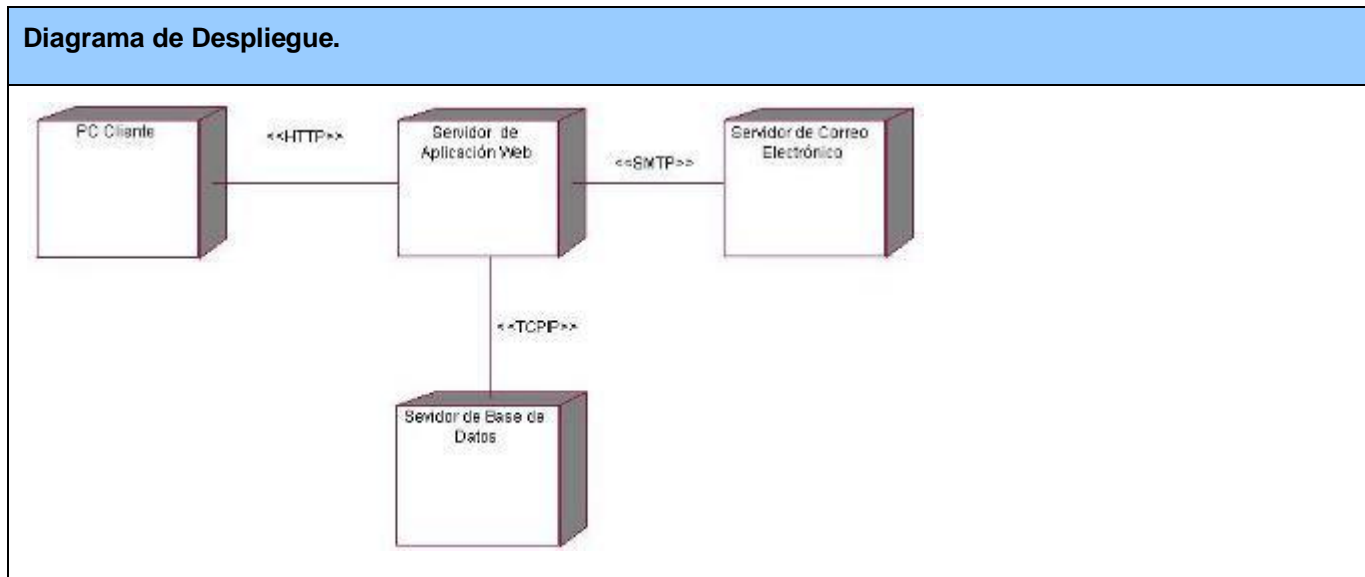 Diagrama de Despliegue.
PC Cliente
<<HTTP>>
Servidor de
Aplicación Web
<<SMTP>>
Servidor de Correo
Electrónico
<<TCPIP>>
Sevidor de Base de
Datos